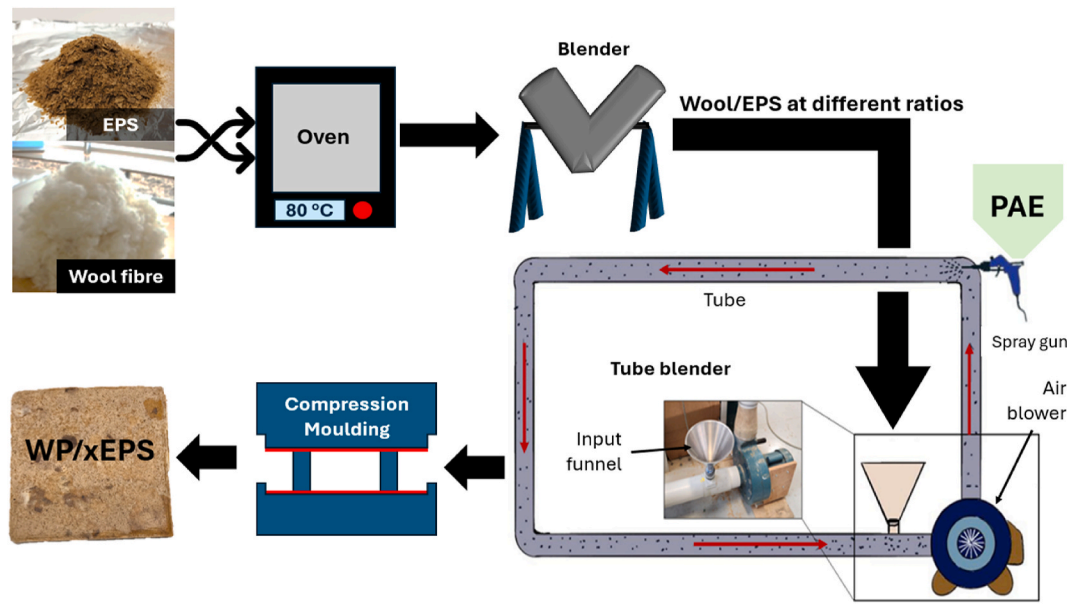 EPS
Wool fibre
Oven
80 °C
Blender
Wool/EPS at different ratios
PAE
Spray gun
Tube
Tube blender
Input
funnel
Air
blower
Compression
Moulding
WP/xEPS